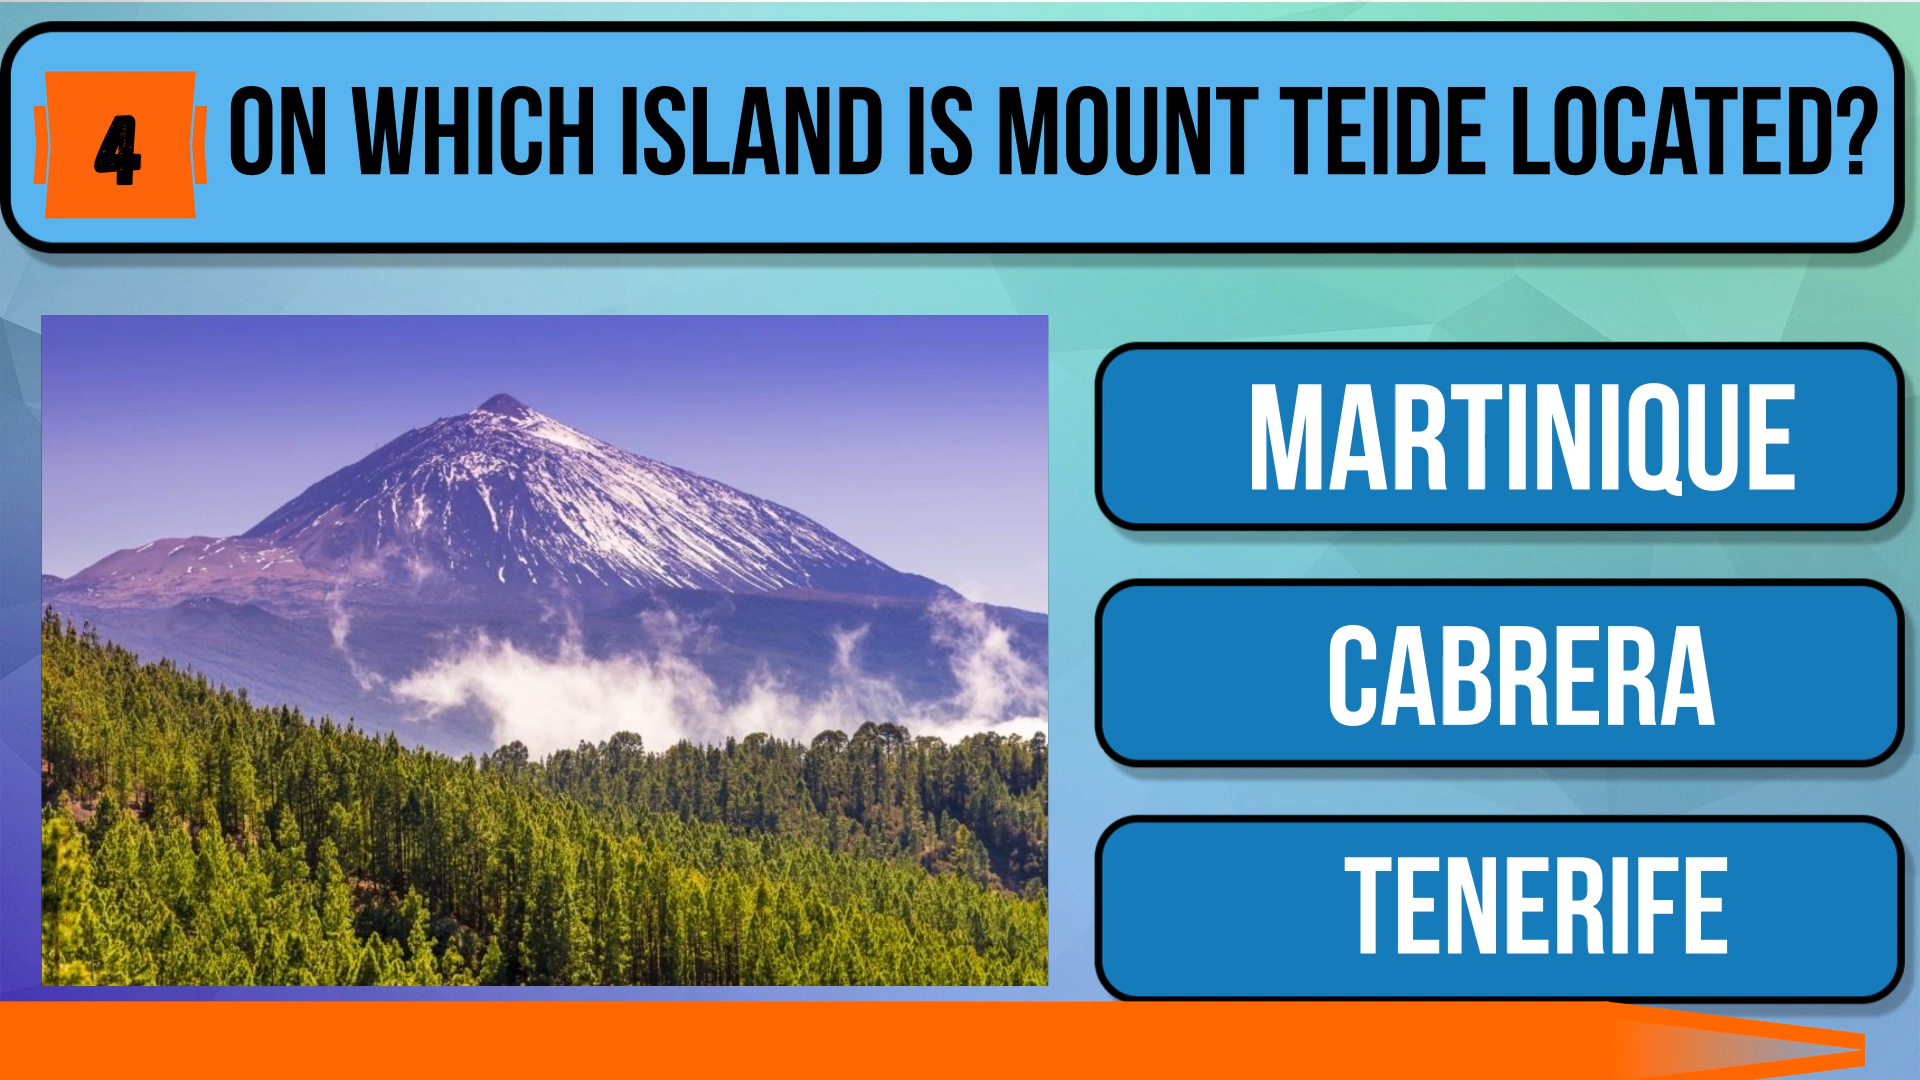 4 ON WHICH ISLAND IS MOUNT TEIDE LOCATED?
MARTINIQUE
CABRERA
TENERIFE